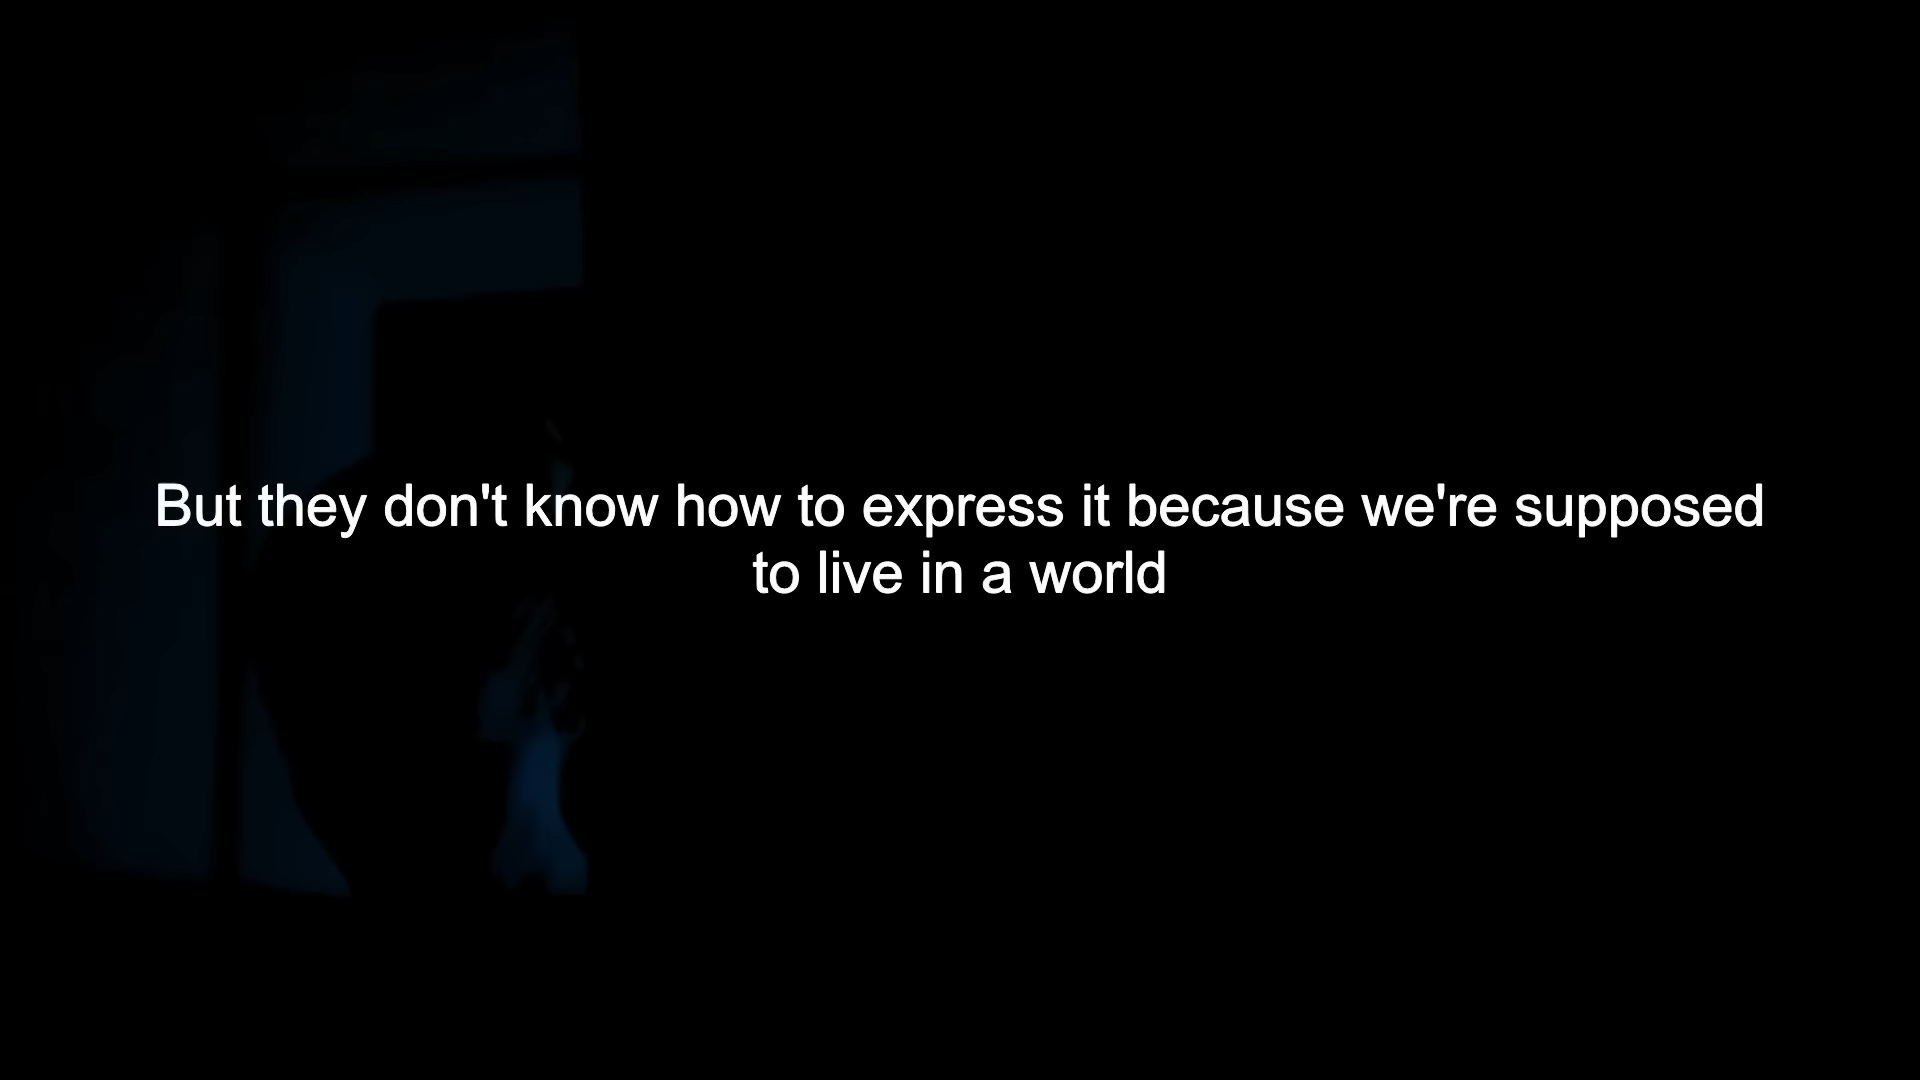 But they don't know how to express it because we're supposed
to live in a world